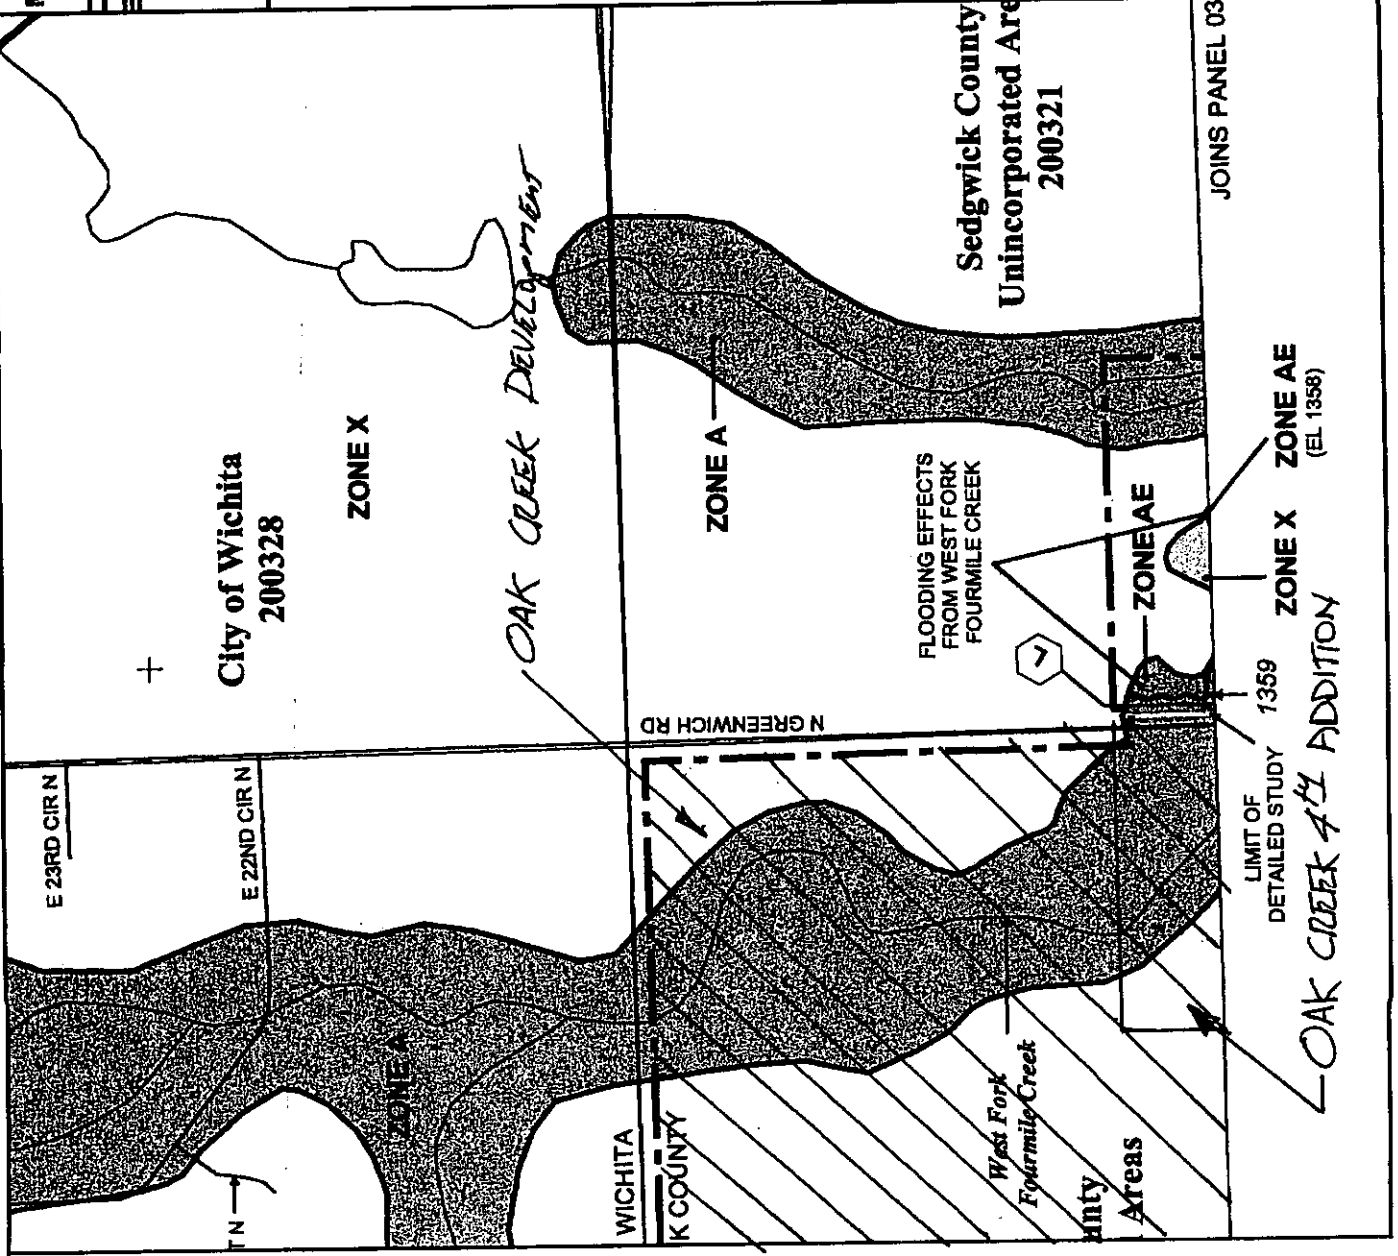 City of Wichita
200328
ZONE X
E 23RD CIR N
E 22ND CIR N
ZONE A
T N
OAK CREEK DEVELOPMENT
WICHITA
K COUNTY
N GREENWICH RD
ZONE A
Sedgwick County
Unincorporated Are
200321
FLOODING EFFECTS
FROM WEST FORK
FOURMILE CREEK
West Fork
Fourmile Creek
unty
Areas
ZONE AE
1359
LIMIT OF
DETAILED STUDY
ZONE X
ZONE AE
(EL 1358)
JOINS PANEL 03
OAK CREEK 4TH ADDITION